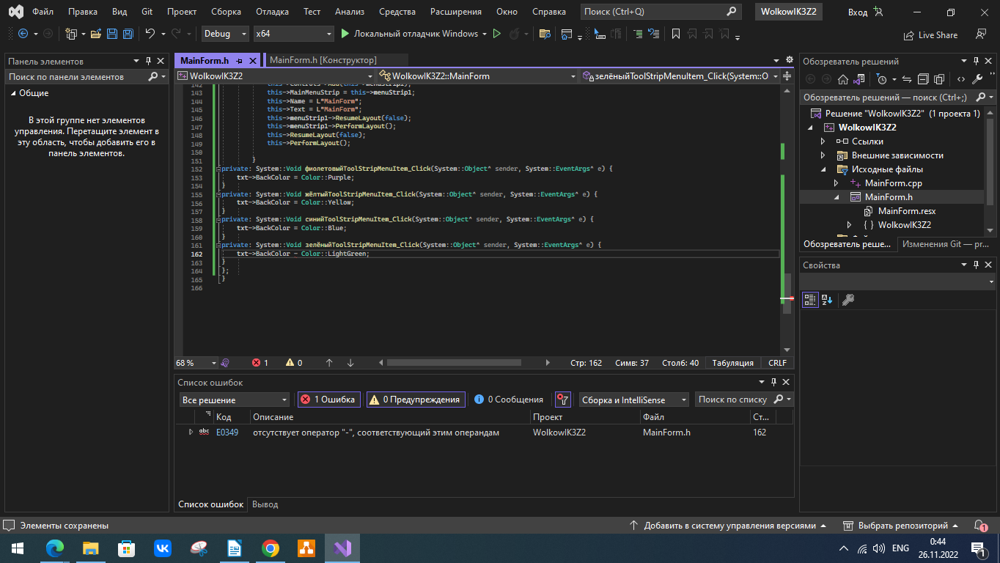 Файл Правка Вид Git Проект Сборка Отладка Тест Анализ Средства Расширения Окно Справка Поиск (Ctrl+Q) WolkowIK3Z2 Вход
Debug x64 Локальный отладчик Windows Live Share
Панель элементов
Поиск по панели элементов
Общие
В этой группе нет элементов
управления. Перетащите элемент в
эту область, чтобы добавить его в
панель элементов.
MainForm.h MainForm.h [Конструктор]
WolkowIK3Z2 WolkowIK3Z2::MainForm зелёныйToolStripMenuItem_Click(System::O
142 this->Controls->Add(this->menuStrip1);
143 this->MainMenuStrip = this->menuStrip1;
144 this->Name = L"MainForm";
145 this->Text = L"MainForm";
146 this->menuStrip1->ResumeLayout(false);
147 this->menuStrip1->PerformLayout();
148 this->ResumeLayout(false);
149 this->PerformLayout();
150
151 }
152 private: System::Void фиолетовыйToolStripMenuItem_Click(System::Object^ sender, System::EventArgs^ e) {
153 txt->BackColor = Color::Purple;
154 }
155 private: System::Void жёлтыйToolStripMenuItem_Click(System::Object^ sender, System::EventArgs^ e) {
156 txt->BackColor = Color::Yellow;
157 }
158 private: System::Void синийToolStripMenuItem_Click(System::Object^ sender, System::EventArgs^ e) {
159 txt->BackColor = Color::Blue;
160 }
161 private: System::Void зелёныйToolStripMenuItem_Click(System::Object^ sender, System::EventArgs^ e) {
162 txt->BackColor - Color::LightGreen;
163 }
164 };
165 }
166
68 % 1 0 Стр: 162 Симв: 37 Столб: 40 Табуляция CRLF
Список ошибок
Все решение 1 Ошибка 0 Предупреждения 0 Сообщения Сборка и IntelliSense Поиск по списку
Код Описание Проект Файл Ст...
abc E0349 отсутствует оператор "-", соответствующий этим операндам WolkowIK3Z2 MainForm.h 162
Список ошибок Вывод
Обозреватель решений
Обозреватель решений — поиск (Ctrl+;)
Решение "WolkowIK3Z2" (1 проекта 1)
WolkowIK3Z2
Ссылки
Внешние зависимости
Исходные файлы
MainForm.cpp
MainForm.h
MainForm.resx
{ } WolkowIK3Z2
Обозреватель реше... Изменения Git — pr...
Свойства
Элементы сохранены Добавить в систему управления версиями Выбрать репозиторий 1
ENG 0:44
26.11.2022 1